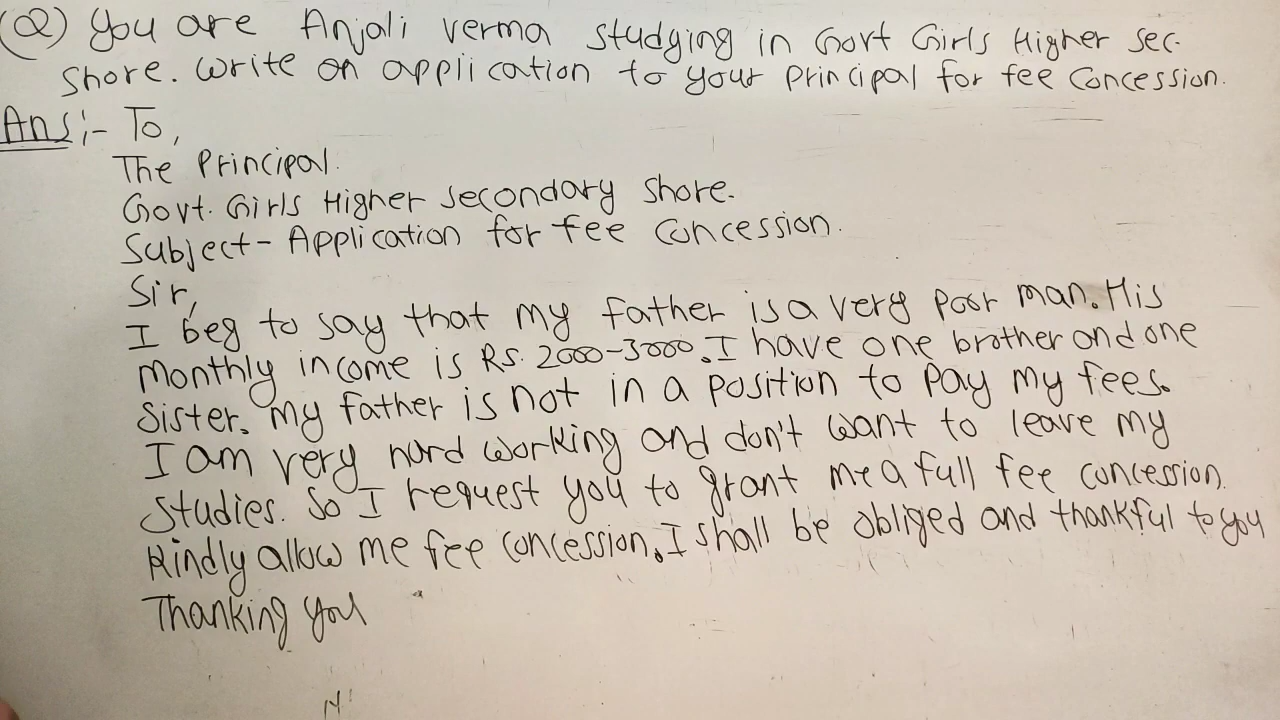 (Q) You are Anjali verma studying in Govt Girls Higher sec.
Shore. Write an application to your principal for fee concession.
Ans:- To,
The Principal.
Govt. Girls Higher secondary shore.
Subject- Application for fee concession.
Sir,
I beg to say that my father is a very poor man. His
monthly income is Rs. 2000-3000. I have one brother and one
sister. My father is not in a position to pay my fees.
I am very hard working and don't want to leave my
studies. So I request you to grant me a full fee concession.
Kindly allow me fee concession. I shall be obliged and thankful to you
Thanking you